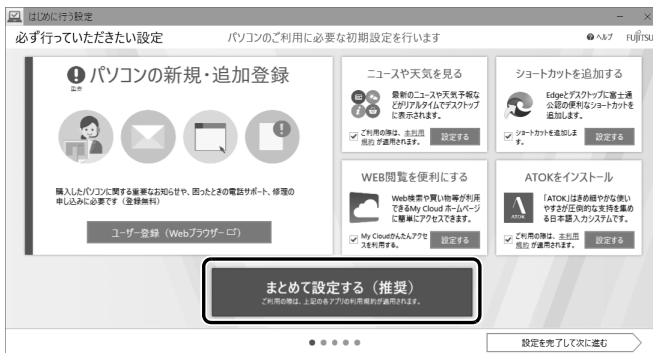 はじめに行う設定
必ず行っていただきたい設定 パソコンのご利用に必要な初期設定を行います ヘルプ FUJITSU
パソコンの新規・追加登録
重要
購入したパソコンに関する重要なお知らせや、困ったときの電話サポート、修理の
申し込みに必要です（登録無料）
ユーザー登録（Webブラウザー）
ニュースや天気を見る
最新のニュースや天気予報な
どがリアルタイムでデスクトップ
に表示されます。
ご利用の際は、本利用
規約 が適用されます。
設定する
ショートカットを追加する
Edgeとデスクトップに富士通
公認の便利なショートカットを
追加します。
ショートカットを追加しま
す。
設定する
WEB閲覧を便利にする
Web検索や買い物等が利用
できるMy Cloud ホームページ
に簡単にアクセスできます。
My Cloudかんたんアクセ
スを利用する。
設定する
ATOKをインストール
ATOK
「ATOK」はきめ細やかな使い
やすさが圧倒的な支持を集め
る日本語入力システムです。
ご利用の際は、本利用
規約 が適用されます。
設定する
まとめて設定する（推奨）
ご利用の際は、上記の各アプリの利用規約が適用されます。
設定を完了して次に進む